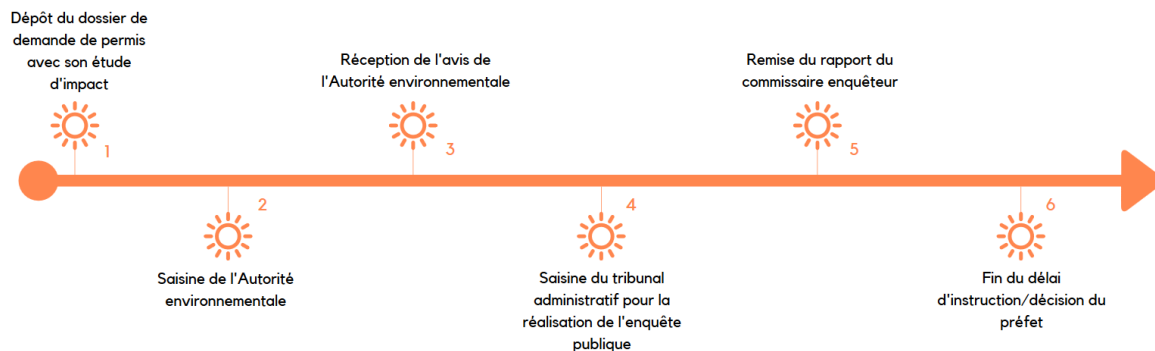 Dépôt du dossier de
demande de permis
avec son étude
d'impact
1
Saisine de l'Autorité
environnementale
2
Réception de l'avis de
l'Autorité environnementale
3
Saisine du tribunal
administratif pour la
réalisation de l'enquête
publique
4
Remise du rapport du
commissaire enquêteur
5
Fin du délai
d'instruction/décision du
préfet
6